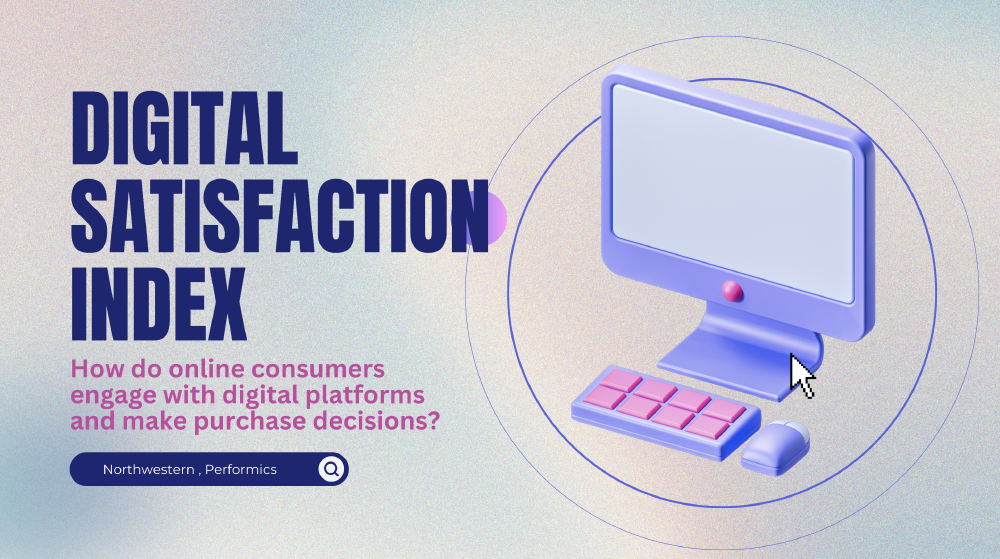 DIGITAL
SATISFACTION
INDEX
How do online consumers
engage with digital platforms
and make purchase decisions?
Northwestern , Performics